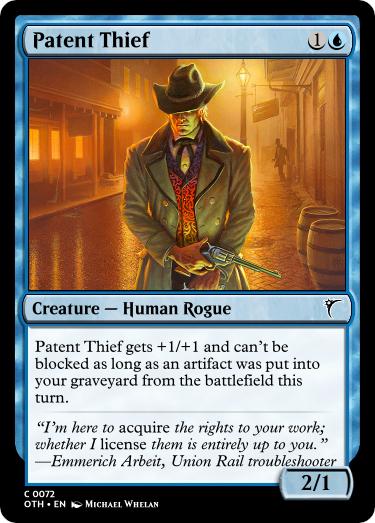 Patent Thief 1
Creature — Human Rogue
Patent Thief gets +1/+1 and can't be
blocked as long as an artifact was put into
your graveyard from the battlefield this
turn.
"I'm here to acquire the rights to your work;
whether I license them is entirely up to you."
—Emmerich Arbeit, Union Rail troubleshooter
2/1
C 0072
OTH • EN Michael Whelan